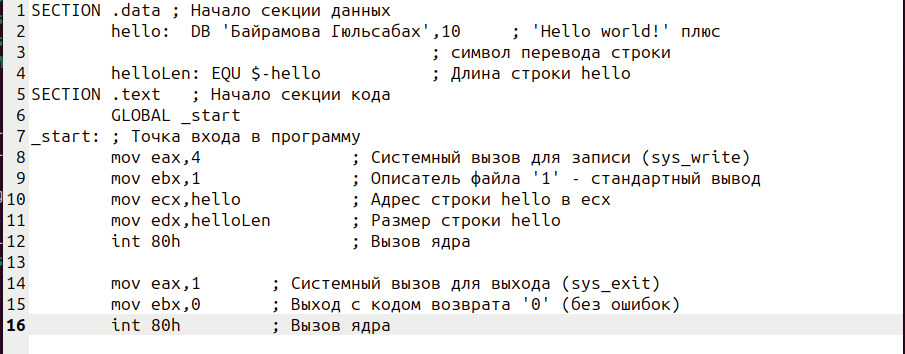 1 SECTION .data ; Начало секции данных
2 hello: DB 'Байрамова Гюльсабах',10 ; 'Hello world!' плюс
3 ; символ перевода строки
4 helloLen: EQU $-hello ; Длина строки hello
5 SECTION .text ; Начало секции кода
6 GLOBAL _start
7 _start: ; Точка входа в программу
8 mov eax,4 ; Системный вызов для записи (sys_write)
9 mov ebx,1 ; Описатель файла '1' - стандартный вывод
10 mov ecx,hello ; Адрес строки hello в ecx
11 mov edx,helloLen ; Размер строки hello
12 int 80h ; Вызов ядра
13
14 mov eax,1 ; Системный вызов для выхода (sys_exit)
15 mov ebx,0 ; Выход с кодом возврата '0' (без ошибок)
16 int 80h ; Вызов ядра